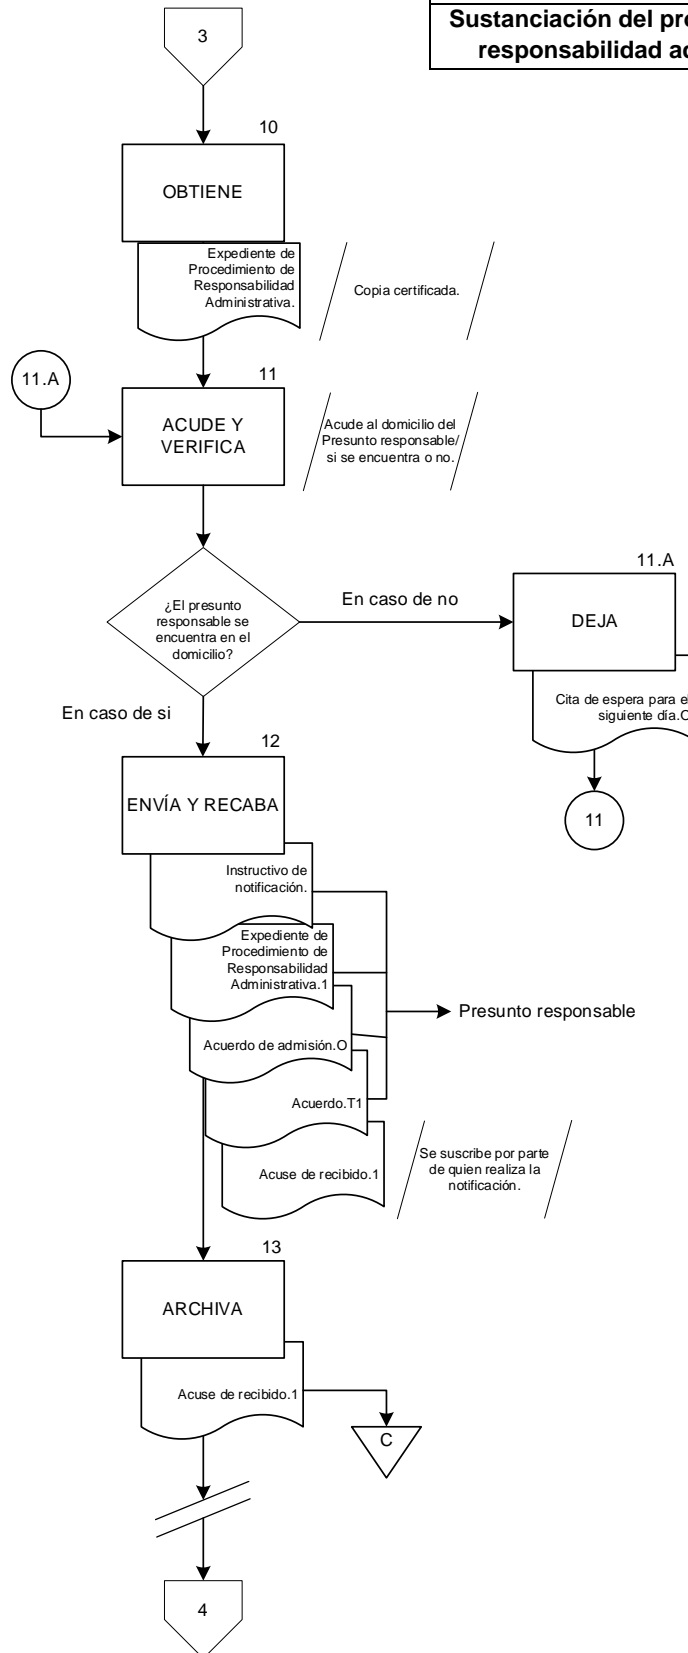 3
Sustanciación del
responsabilidad
10
OBTIENE
Expediente de
Procedimiento de
Responsabilidad
Administrativa.
Copia certificada.
11.A
11
ACUDE Y
VERIFICA
Acude al domicilio del
Presunto responsable/
si se encuentra o no.
¿El presunto
responsable se
encuentra en el
domicilio?
En caso de no
11.A
DEJA
Cita de espera para el
siguiente día.O
11
En caso de si
12
ENVÍA Y RECABA
Instructivo de
notificación.
Expediente de
Procedimiento de
Responsabilidad
Administrativa.1
Acuerdo de admisión.O
Acuerdo.T1
Acuse de recibido.1
Presunto responsable
Se suscribe por parte
de quien realiza la
notificación.
13
ARCHIVA
Acuse de recibido.1
C
4